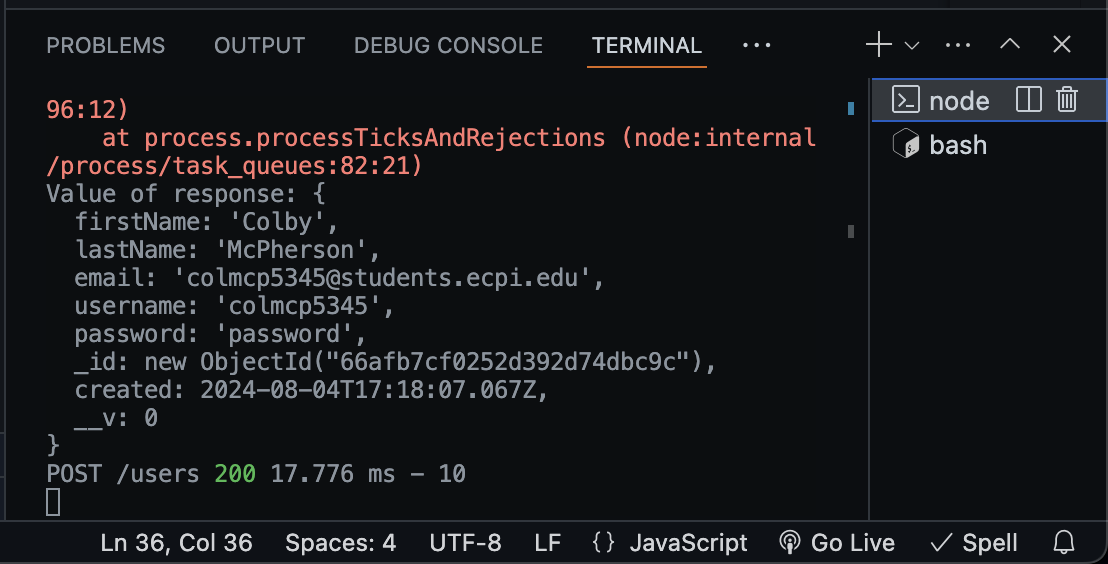 PROBLEMS OUTPUT DEBUG CONSOLE TERMINAL ...
node
bash
96:12)
    at process.processTicksAndRejections (node:internal
/process/task_queues:82:21)
Value of response: {
  firstName: 'Colby',
  lastName: 'McPherson',
  email: 'colmcp5345@students.ecpi.edu',
  username: 'colmcp5345',
  password: 'password',
  _id: new ObjectId("66afb7cf0252d392d74dbc9c"),
  created: 2024-08-04T17:18:07.067Z,
  __v: 0
}
POST /users 200 17.776 ms - 10
Ln 36, Col 36 Spaces: 4 UTF-8 LF {} JavaScript Go Live ✓ Spell